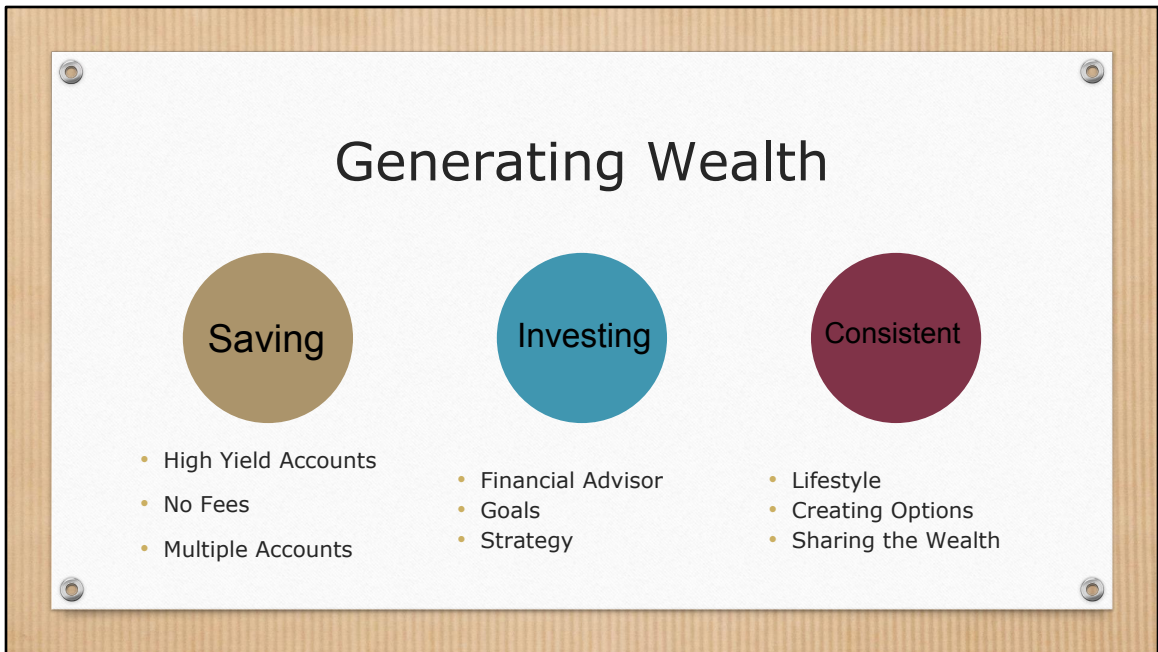 Generating Wealth
Saving
Investing
Consistent
• High Yield Accounts
• No Fees
• Multiple Accounts
• Financial Advisor
• Goals
• Strategy
• Lifestyle
• Creating Options
• Sharing the Wealth